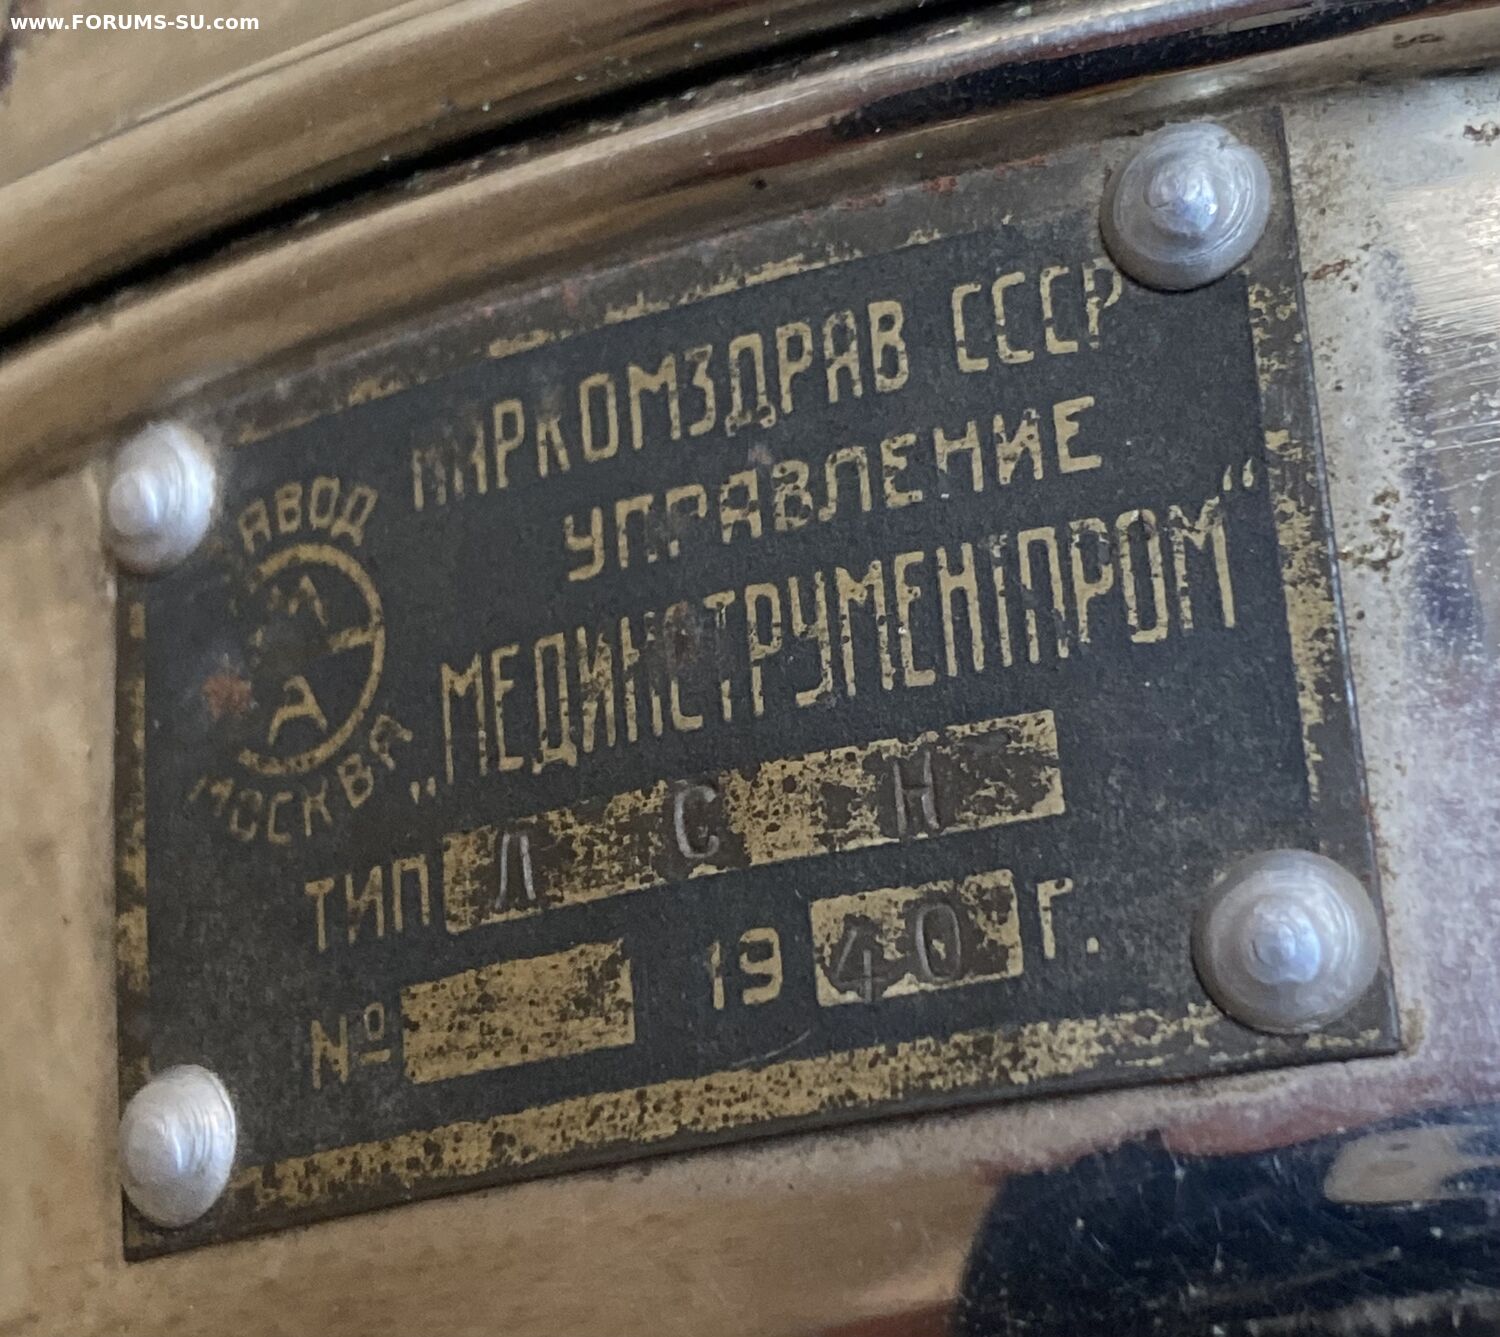 www.FORUMS-SU.com
НАРКОМЗДРАВ СССР
УПРАВЛЕНИЕ
„МЕДИНСТРУМЕНТПРОМ“
ЗАВОД
МОСКВА
ТИП Л С Н
№ 1940 г.